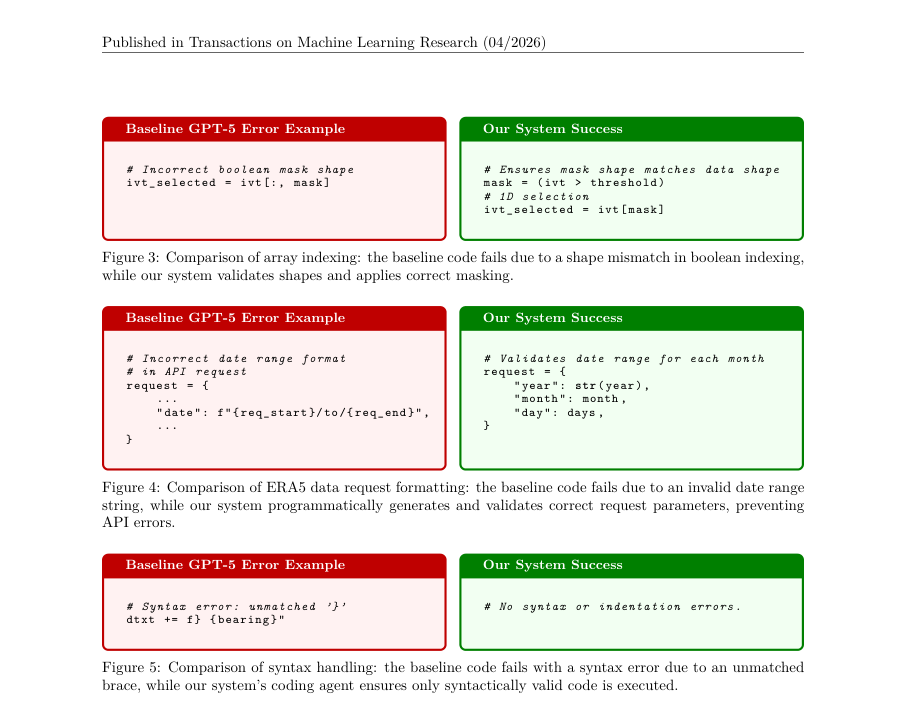 Published in Transactions on Machine Learning Research (04/2026)
Baseline GPT-5 Error Example
# Incorrect boolean mask shape
ivt_selected = ivt[:, mask]
Our System Success
# Ensures mask shape matches data shape
mask = (ivt > threshold)
# 1D selection
ivt_selected = ivt[mask]
Figure 3: Comparison of array indexing: the baseline code fails due to a shape mismatch in boolean indexing,
while our system validates shapes and applies correct masking.
Baseline GPT-5 Error Example
# Incorrect date range format
# in API request
request = {
    ...
    "date": f"{req_start}/to/{req_end}",
    ...
}
Our System Success
# Validates date range for each month
request = {
    "year": str(year),
    "month": month,
    "day": days,
}
Figure 4: Comparison of ERA5 data request formatting: the baseline code fails due to an invalid date range
string, while our system programmatically generates and validates correct request parameters, preventing
API errors.
Baseline GPT-5 Error Example
# Syntax error: unmatched '}'
dtxt += f} {bearing}"
Our System Success
# No syntax or indentation errors.
Figure 5: Comparison of syntax handling: the baseline code fails with a syntax error due to an unmatched
brace, while our system's coding agent ensures only syntactically valid code is executed.